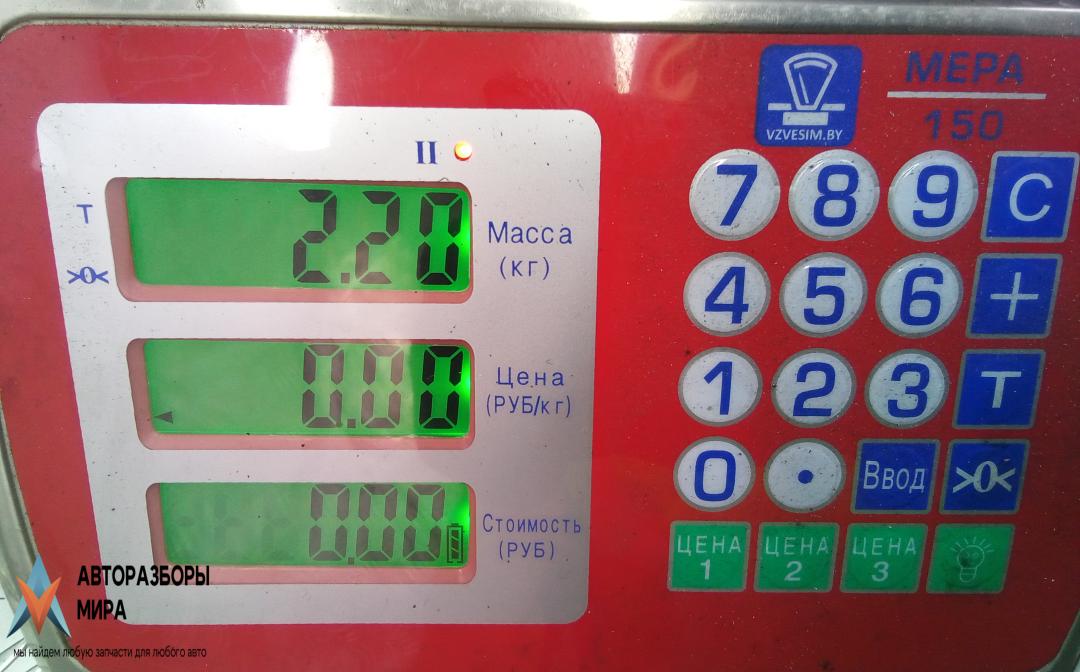 VZVESIM.BY
МЕРА
150
II
T
>0<
2.20
Масса
(кг)
0.00
Цена
(РУБ/кг)
0.00
Стоимость
(РУБ)
7 8 9 C
4 5 6 +
1 2 3 T
0 . Ввод >0<
ЦЕНА 1
ЦЕНА 2
ЦЕНА 3
АВТОРАЗБОРЫ
МИРА
мы найдем любую запчасти для любого авто